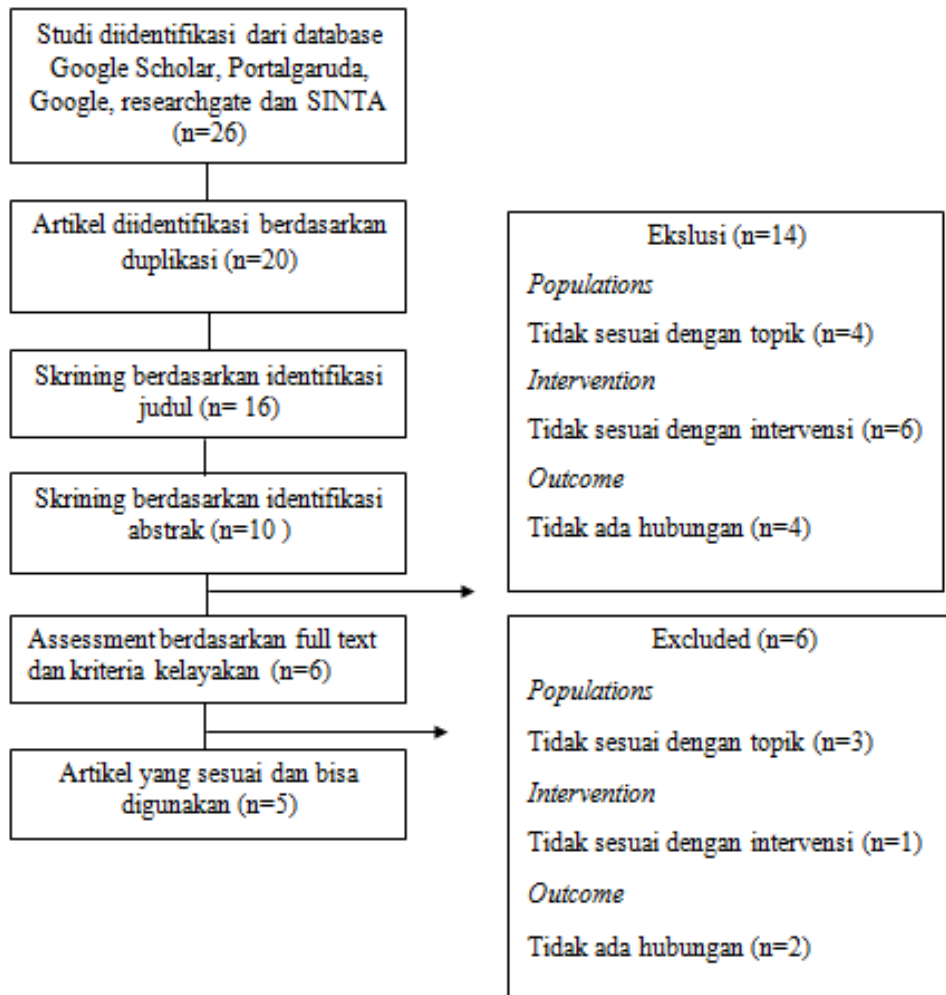 Studi diidentifikasi dari database
Google Scholar, Portalgaruda,
Google, researchgate dan SINTA
(n=26)
Artikel diidentifikasi berdasarkan
duplikasi (n=20)
Skrining berdasarkan identifikasi
judul (n= 16)
Skrining berdasarkan identifikasi
abstrak (n=10 )
Assessment berdasarkan full text
dan kriteria kelayakan (n=6)
Artikel yang sesuai dan bisa
digunakan (n=5)
Ekslusi (n=14)
Populations
Tidak sesuai dengan topik (n=4)
Intervention
Tidak sesuai dengan intervensi (n=6)
Outcome
Tidak ada hubungan (n=4)
Excluded (n=6)
Populations
Tidak sesuai dengan topik (n=3)
Intervention
Tidak sesuai dengan intervensi (n=1)
Outcome
Tidak ada hubungan (n=2)